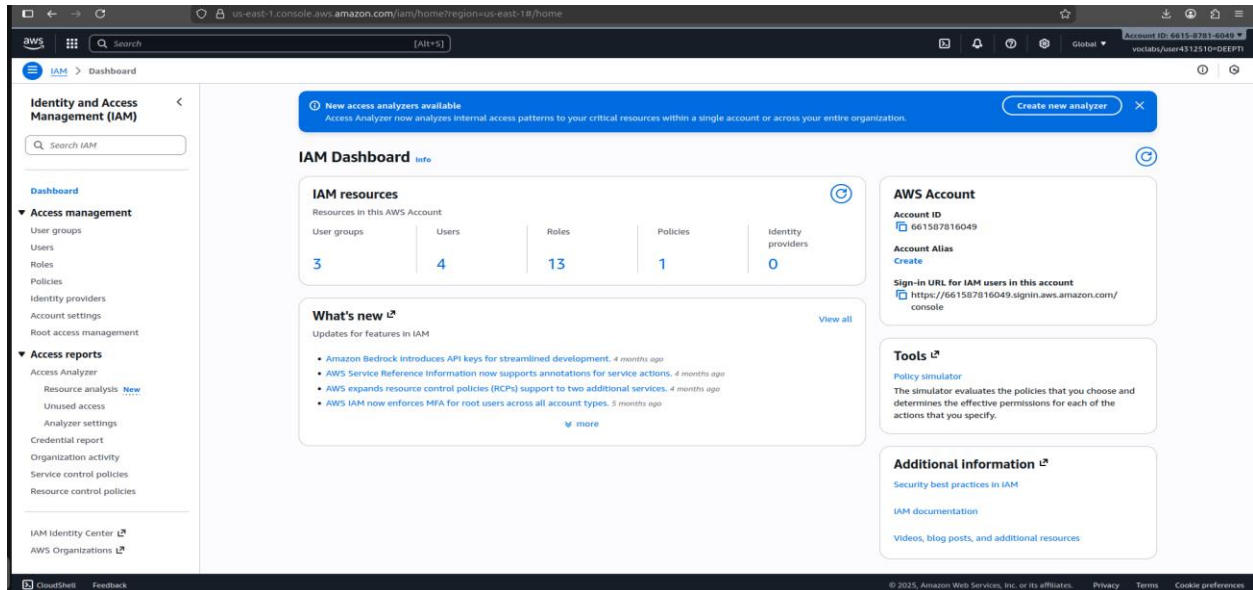 us-east-1.console.aws.amazon.com/iam/home?region=us-east-1#/home
aws
Search
[Alt+S]
Global
Account ID: 6615-8781-6049
voclabs/user4312510=DEEPTI
IAM > Dashboard
Identity and Access Management (IAM)
Search IAM
Dashboard
Access management
User groups
Users
Roles
Policies
Identity providers
Account settings
Root access management
Access reports
Access Analyzer
Resource analysis New
Unused access
Analyzer settings
Credential report
Organization activity
Service control policies
Resource control policies
IAM Identity Center
AWS Organizations
New access analyzers available
Access Analyzer now analyzes internal access patterns to your critical resources within a single account or across your entire organization.
Create new analyzer
IAM Dashboard Info
IAM resources
Resources in this AWS Account
User groups Users Roles Policies Identity providers
3 4 13 1 0
What's new
View all
Updates for features in IAM
• Amazon Bedrock introduces API keys for streamlined development. 4 months ago
• AWS Service Reference Information now supports annotations for service actions. 4 months ago
• AWS expands resource control policies (RCPs) support to two additional services. 4 months ago
• AWS IAM now enforces MFA for root users across all account types. 5 months ago
more
AWS Account
Account ID
661587816049
Account Alias
Create
Sign-in URL for IAM users in this account
https://661587816049.signin.aws.amazon.com/
console
Tools
Policy simulator
The simulator evaluates the policies that you choose and
determines the effective permissions for each of the
actions that you specify.
Additional information
Security best practices in IAM
IAM documentation
Videos, blog posts, and additional resources
CloudShell Feedback
© 2025, Amazon Web Services, Inc. or its affiliates. Privacy Terms Cookie preferences